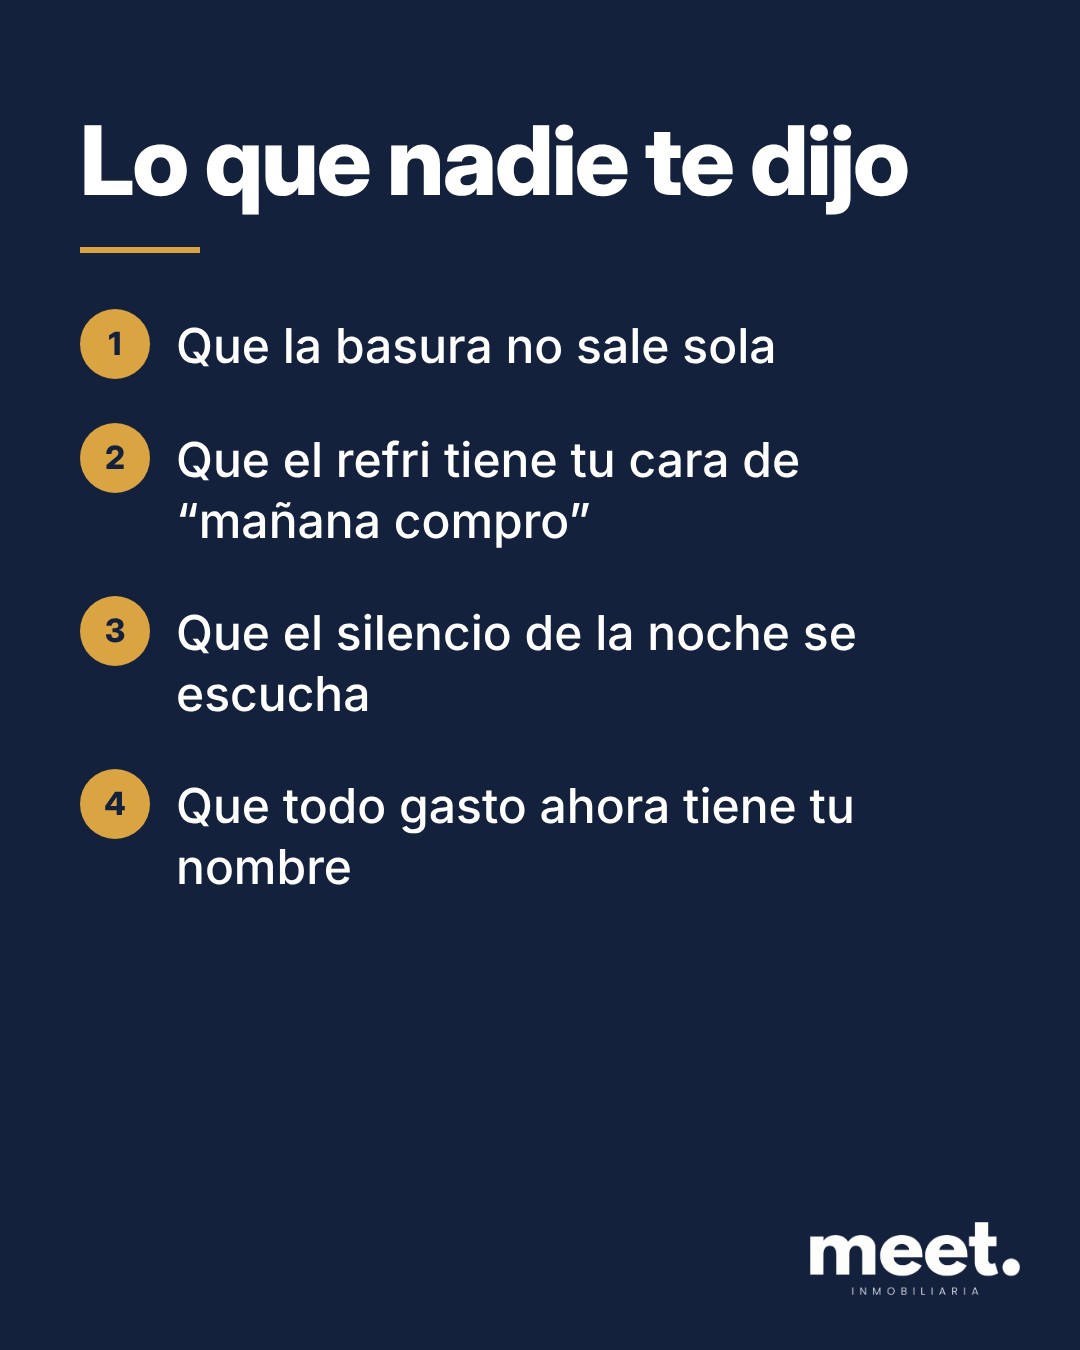 Lo que nadie te dijo
1 Que la basura no sale sola
2 Que el refri tiene tu cara de
“mañana compro”
3 Que el silencio de la noche se
escucha
4 Que todo gasto ahora tiene tu
nombre
meet.
INMOBILIARIA